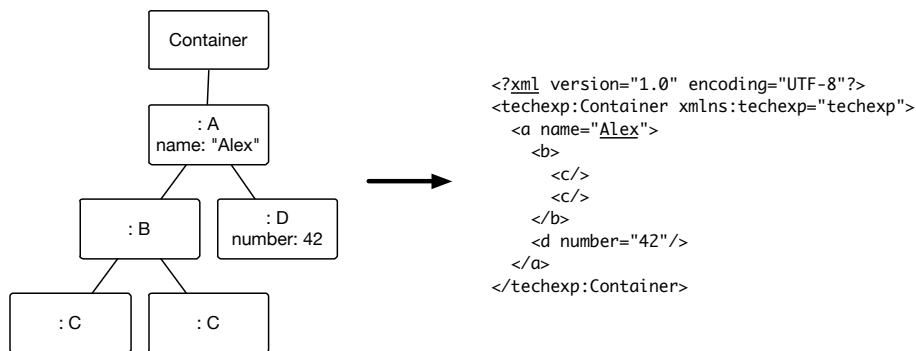 Container
: A
name: "Alex"
: B
: D
number: 42
: C
: C
<?xml version="1.0" encoding="UTF-8"?>
<techexp:Container xmlns:techexp="techexp">
  <a name="Alex">
    <b>
      <c/>
      <c/>
    </b>
    <d number="42"/>
  </a>
</techexp:Container>